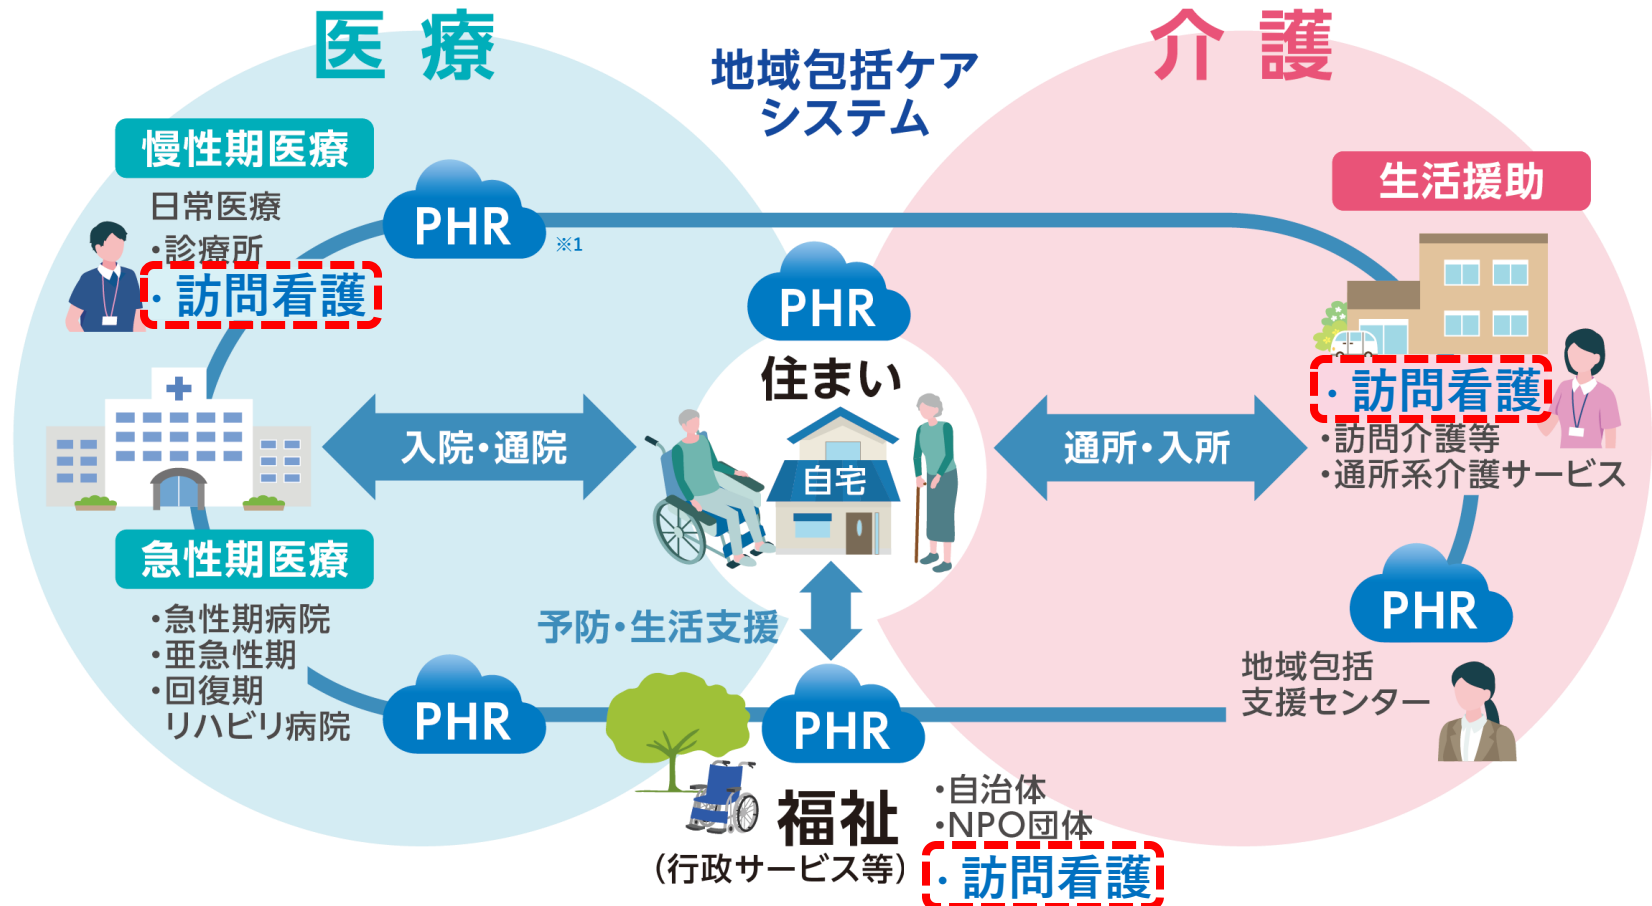 医療
地域包括ケア
システム
介護
慢性期医療
日常医療
・診療所
・訪問看護
PHR
※1
PHR
住まい
自宅
入院・通院
通所・入所
生活援助
・訪問看護
・訪問介護等
・通所系介護サービス
急性期医療
・急性期病院
・亜急性期
・回復期
リハビリ病院
PHR
予防・生活支援
PHR
福祉
（行政サービス等）
・自治体
・NPO団体
・訪問看護
PHR
地域包括
支援センター